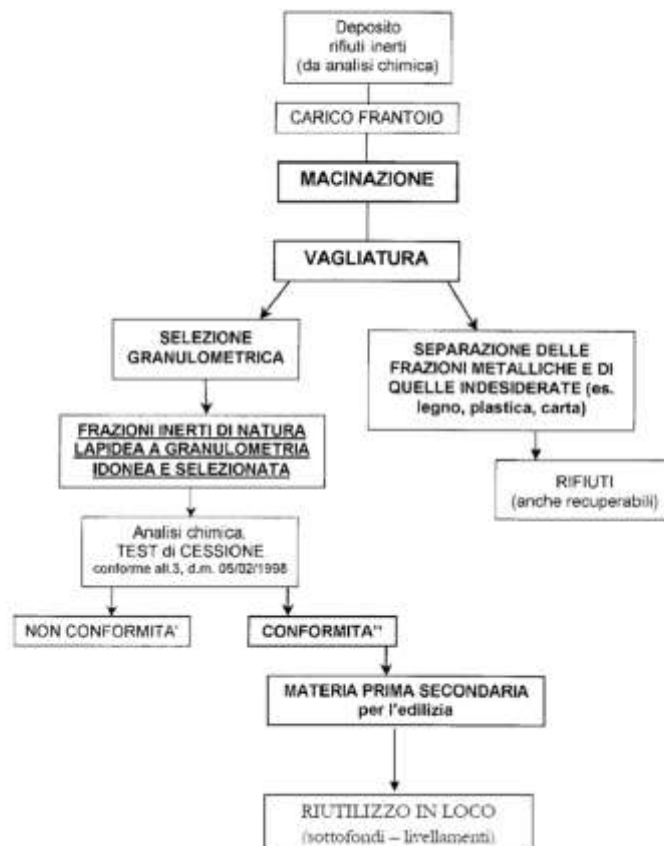 Deposito
rifiuti inerti
(da analisi chimica)
CARICO FRANTOIO
MACINAZIONE
VAGLIATURA
SELEZIONE
GRANULOMETRICA
SEPARAZIONE DELLE
FRAZIONI METALLICHE E DI
QUELLE INDESIDERATE (es.
legno, plastica, carta)
FRAZIONI INERTI DI NATURA
LAPIDEA A GRANULOMETRIA
IDONEA E SELEZIONATA
RIFIUTI
(anche recuperabili)
Analisi chimica.
TEST di CESSIONE
conforme all.3, d.m. 05/02/1998
NON CONFORMITA'
CONFORMITA''
MATERIA PRIMA SECONDARIA
per l'edilizia
RIUTILIZZO IN LOCO
(sottofondi – livellamenti)